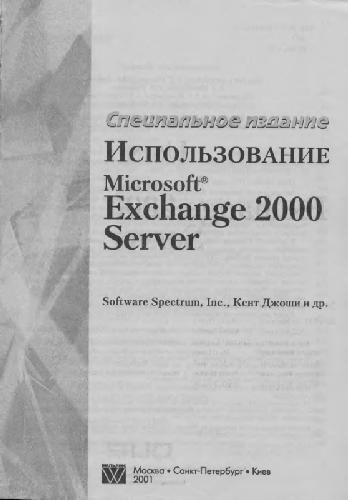 Специальное издание
Использование
Microsoft®
Exchange 2000
Server
Software Spectrum, Inc., Кент Джоши и др.
Москва • Санкт-Петербург • Киев
2001